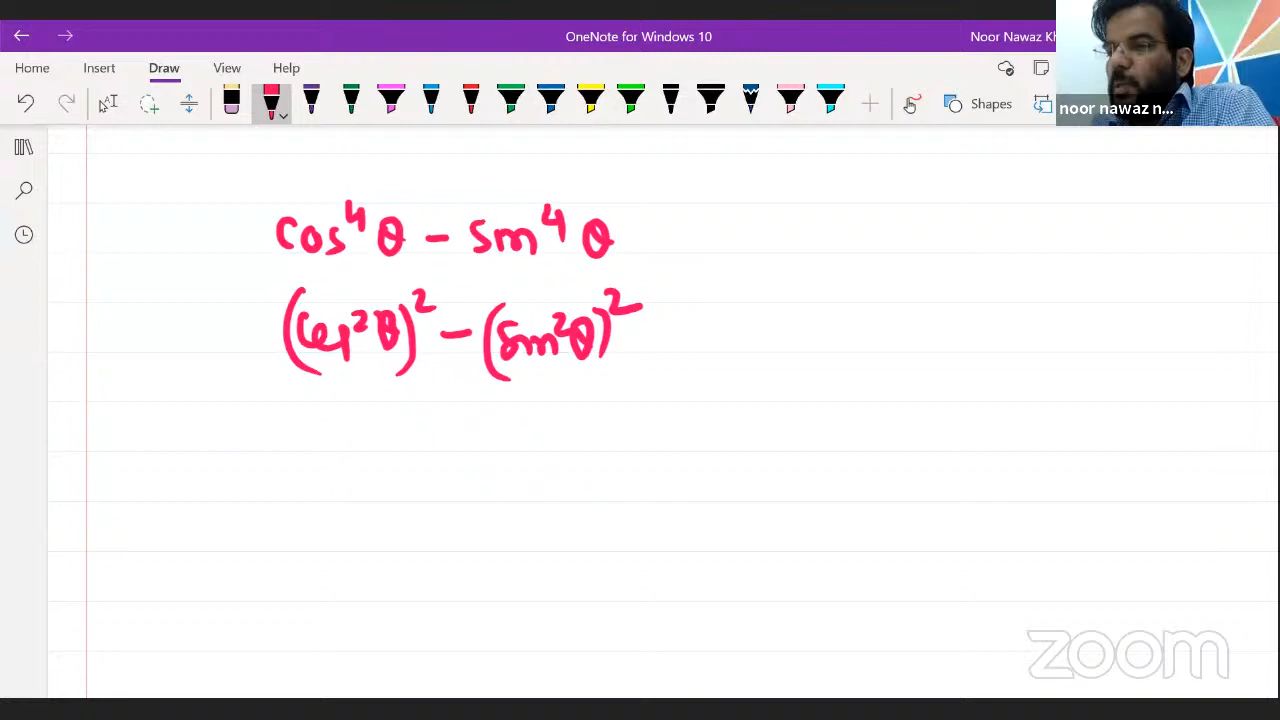 OneNote for Windows 10
Noor Nawaz Kh
Home Insert Draw View Help
Shapes
noor nawaz n...
cos⁴θ - sin⁴θ
(cos²θ)² - (sin²θ)²
zoom